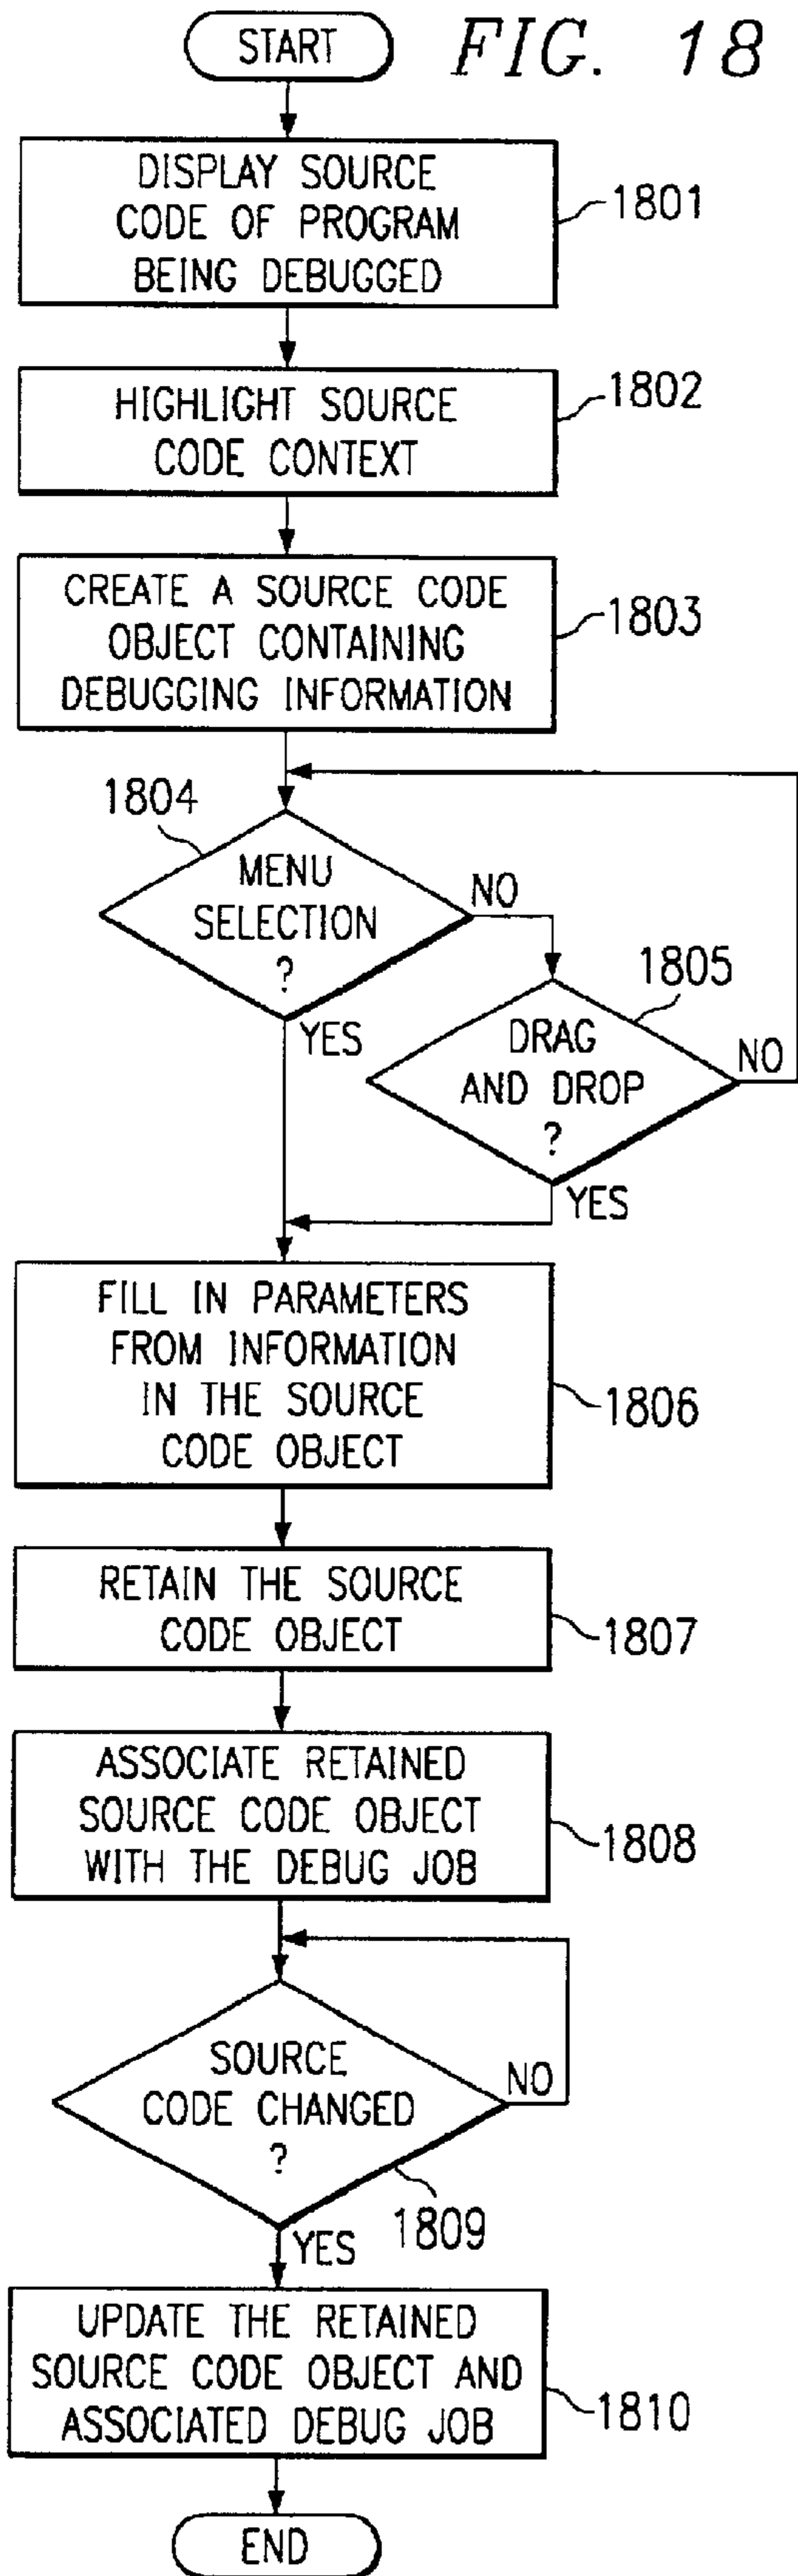 START
FIG. 18
DISPLAY SOURCE
CODE OF PROGRAM
BEING DEBUGGED
1801
HIGHLIGHT SOURCE
CODE CONTEXT
1802
CREATE A SOURCE CODE
OBJECT CONTAINING
DEBUGGING INFORMATION
1803
1804
MENU
SELECTION
?
NO
YES
1805
DRAG
AND DROP
?
NO
YES
FILL IN PARAMETERS
FROM INFORMATION
IN THE SOURCE
CODE OBJECT
1806
RETAIN THE SOURCE
CODE OBJECT
1807
ASSOCIATE RETAINED
SOURCE CODE OBJECT
WITH THE DEBUG JOB
1808
SOURCE
CODE CHANGED
?
NO
1809
YES
UPDATE THE RETAINED
SOURCE CODE OBJECT AND
ASSOCIATED DEBUG JOB
1810
END